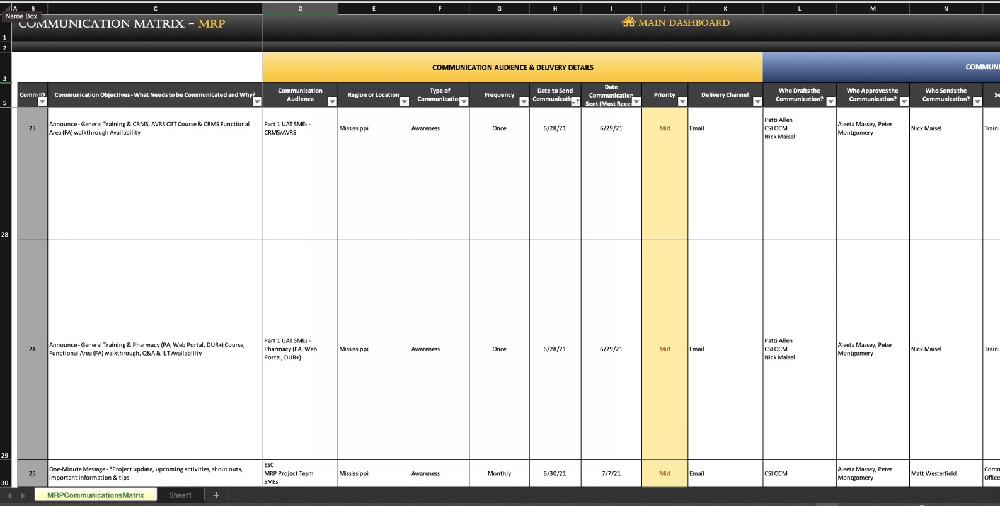 A B C D E F G H I J K L M N
Name Box
COMMUNICATION MATRIX - MRP
MAIN DASHBOARD
1
2
COMMUNICATION AUDIENCE & DELIVERY DETAILS
3
5
Comm ID
Communication Objectives - What Needs to be Communicated and Why?
Communication
Audience
Region or Location
Type of
Communication
Frequency
Date to Send
Date
Communication
Sent (Most
Priority
Delivery Channel
Who Drafts the
Communication?
Who Approves the
Communication?
Who Sends the
Communication?
23
Announce - General Training & CRMS, AVRS CBT Course & CRMS Functional
Area (FA) walkthrough Availability
Part 1 UAT SMEs -
CRMS/AVRS
Mississippi
Awareness
Once
6/28/21
6/29/21
Mid
Email
Patti Allen
CSI OCM
Nick Maisel
Aleeta Massey, Peter
Montgomery
Nick Maisel
28
24
Announce - General Training & Pharmacy (PA, Web Portal, DUR+) Course,
Functional Area (FA) walkthrough, Q&A & ILT Availability
Part 1 UAT SMEs -
Pharmacy (PA, Web
Portal, DUR+)
Mississippi
Awareness
Once
6/28/21
6/29/21
Mid
Email
Patti Allen
CSI OCM
Nick Maisel
Aleeta Massey, Peter
Montgomery
Nick Maisel
29
25
One-Minute Message - *Project update, upcoming activities, shout outs,
important information & tips
ESC
MRP Project Team
SMEs
Mississippi
Awareness
Monthly
6/30/21
7/7/21
Mid
Email
CSI OCM
Aleeta Massey, Peter
Montgomery
Matt Westerfield
30
MRPCommunicationsMatrix
Sheet1
+